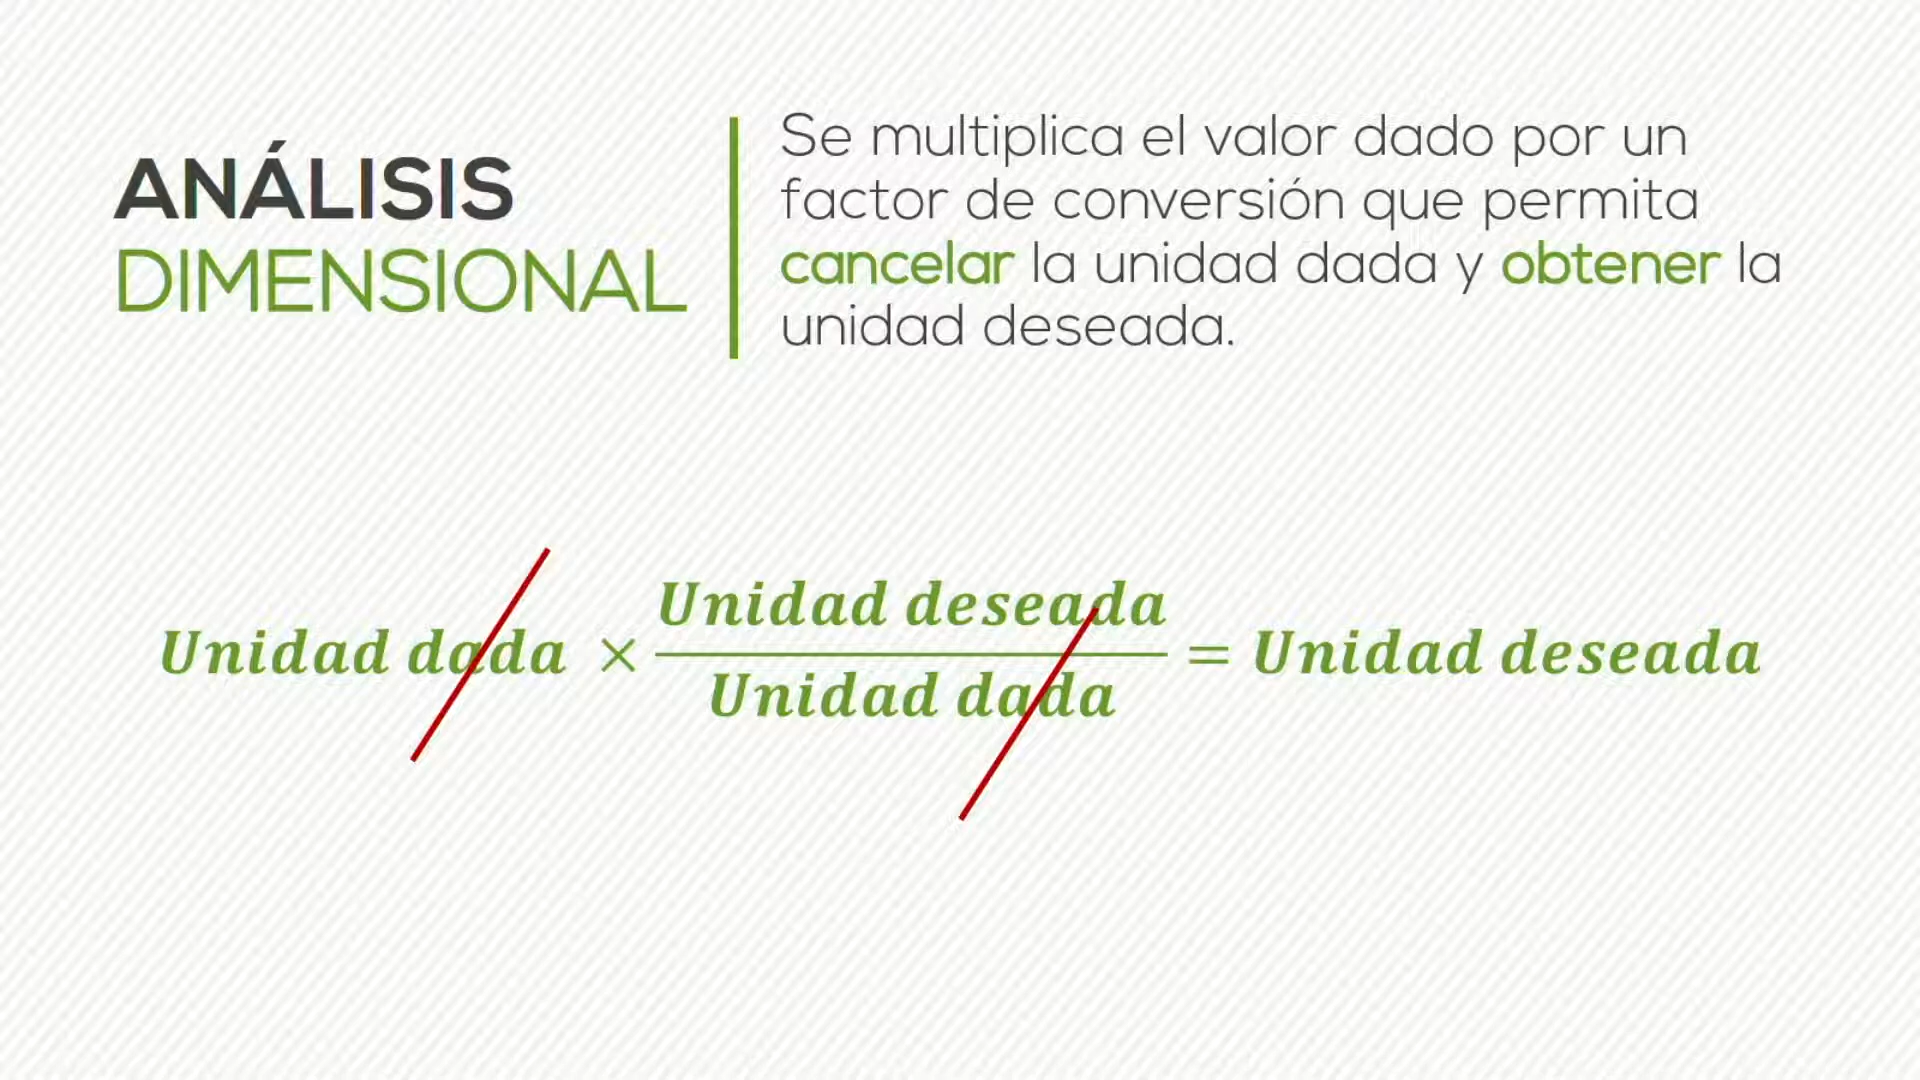 ANÁLISIS
DIMENSIONAL
Se multiplica el valor dado por un
factor de conversión que permita
cancelar la unidad dada y obtener la
unidad deseada.
Unidad dada × Unidad deseada / Unidad dada = Unidad deseada